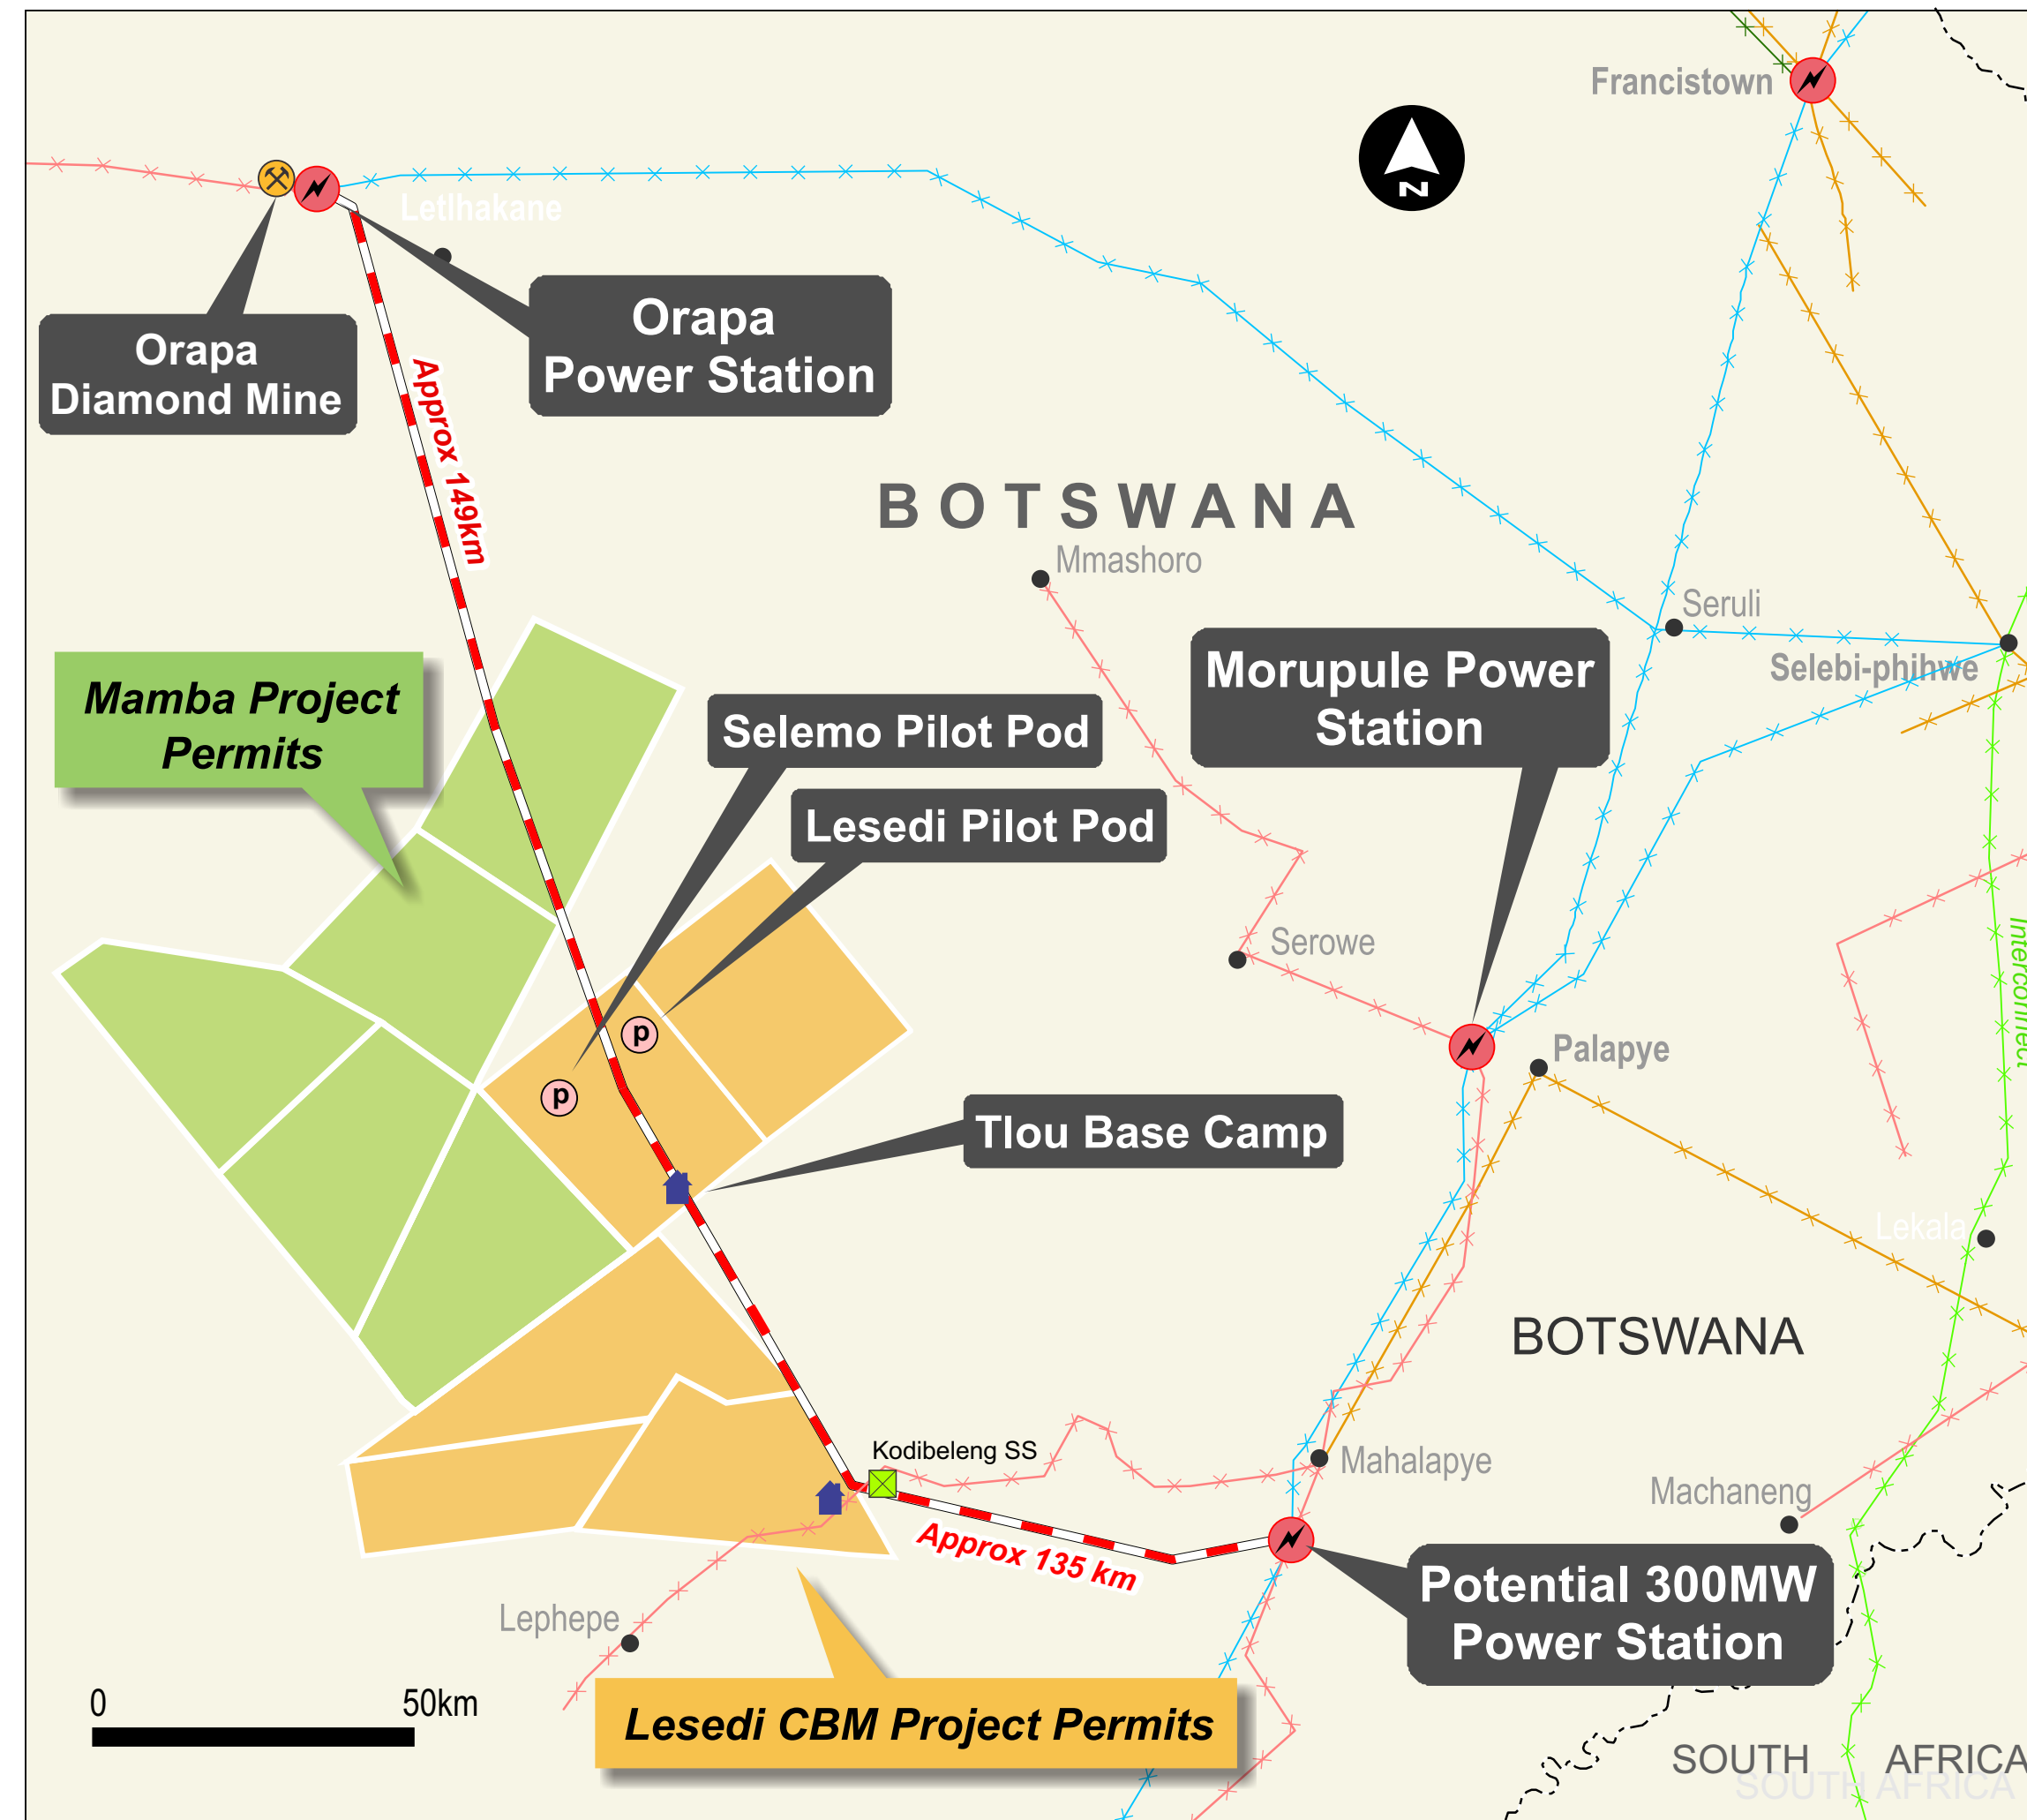 Francistown
N
Letlhakane
Orapa
Diamond Mine
Orapa
Power Station
Approx 149km
BOTSWANA
Mmashoro
Seruli
Selebi-phihwe
Morupule Power
Station
Mamba Project
Permits
Selemo Pilot Pod
Lesedi Pilot Pod
Serowe
Interconnect
p
p
Palapye
Tlou Base Camp
Lekala
BOTSWANA
Kodibeleng SS
Mahalapye
Machaneng
Approx 135 km
Potential 300MW
Power Station
Lephepe
0 50km
Lesedi CBM Project Permits
SOUTH AFRICA
SOUTH AFRICA